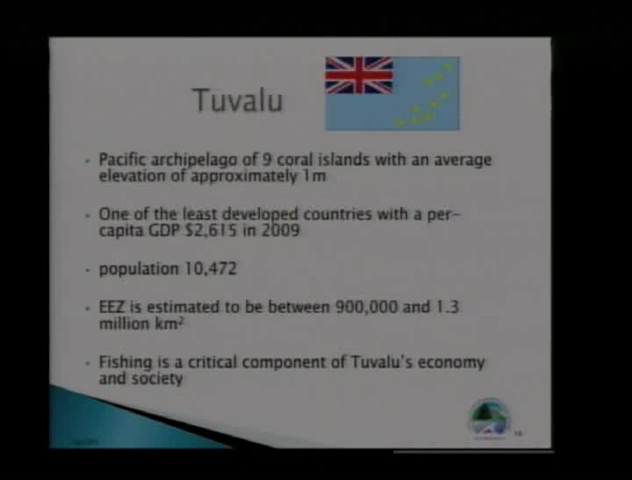 Tuvalu
Pacific archipelago of 9 coral islands with an average
elevation of approximately 1m
One of the least developed countries with a per-
capita GDP $2,615 in 2009
population 10,472
EEZ is estimated to be between 900,000 and 1.3
million km²
Fishing is a critical component of Tuvalu's economy
and society